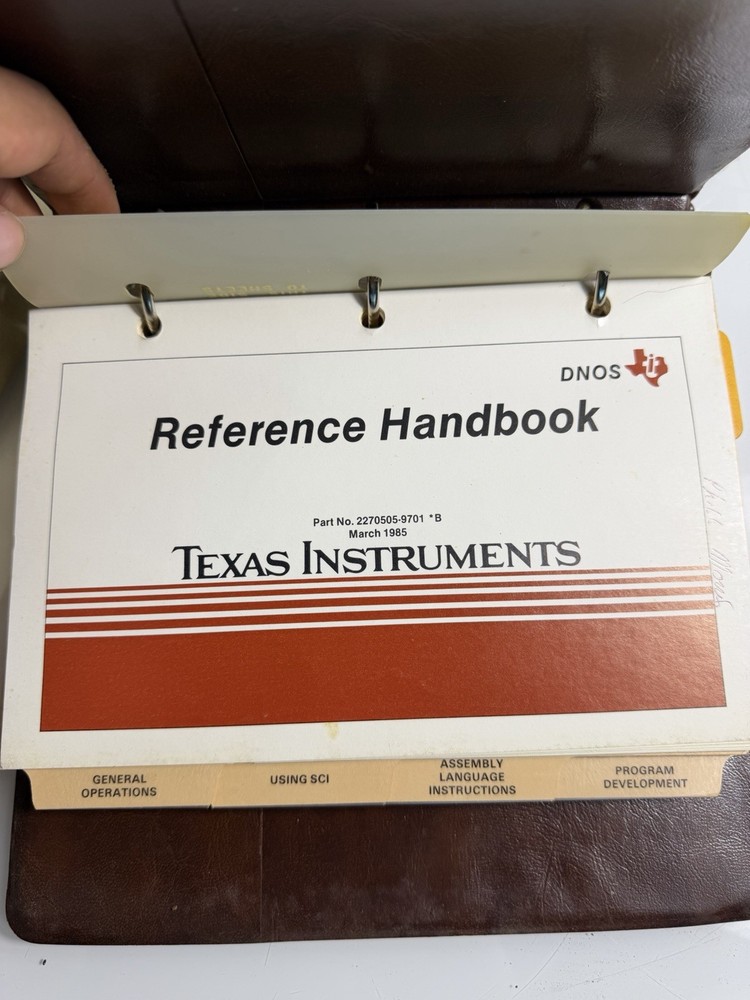 DNOS
Reference Handbook
Part No. 2270505-9701 *B
March 1985
TEXAS INSTRUMENTS
GENERAL
OPERATIONS
USING SCI
ASSEMBLY
LANGUAGE
INSTRUCTIONS
PROGRAM
DEVELOPMENT